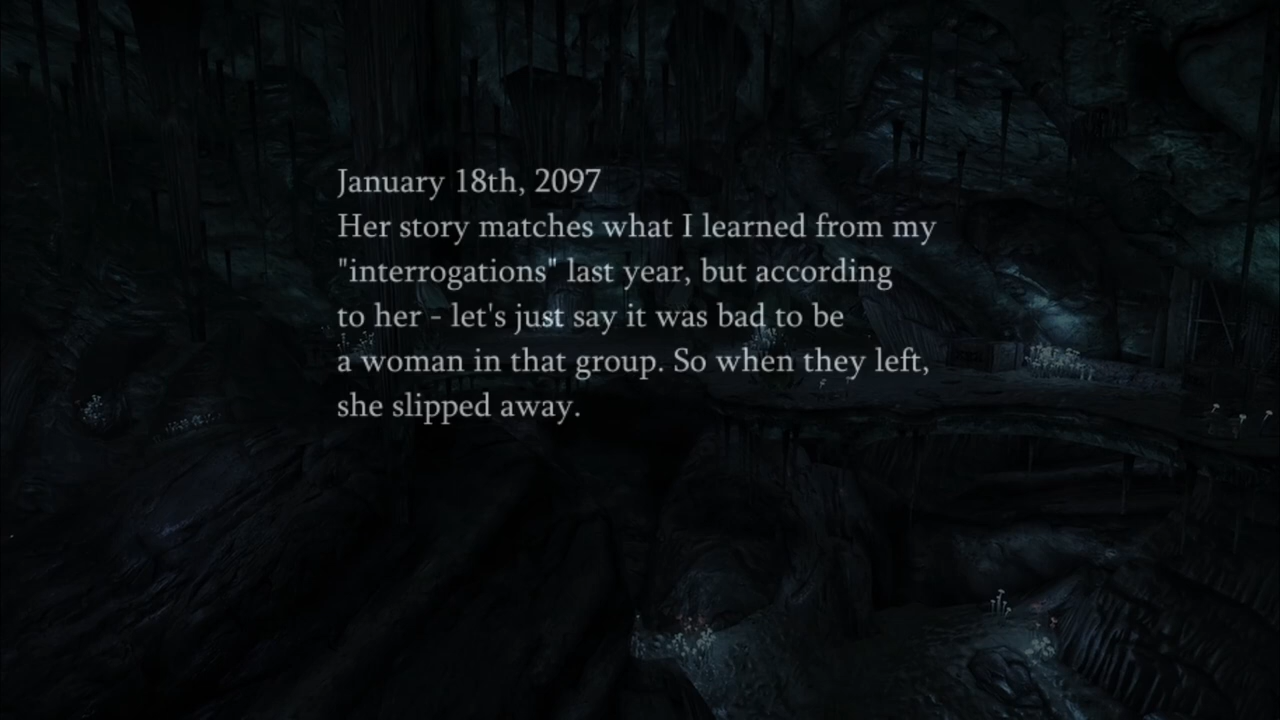 January 18th, 2097
Her story matches what I learned from my
"interrogations" last year, but according
to her - let's just say it was bad to be
a woman in that group. So when they left,
she slipped away.